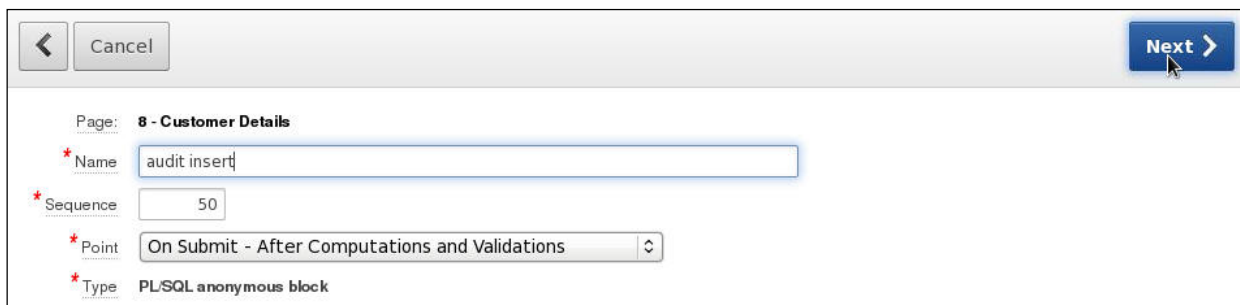 Cancel Next
Page: 8 - Customer Details
* Name audit insert
* Sequence 50
* Point On Submit - After Computations and Validations
* Type PL/SQL anonymous block